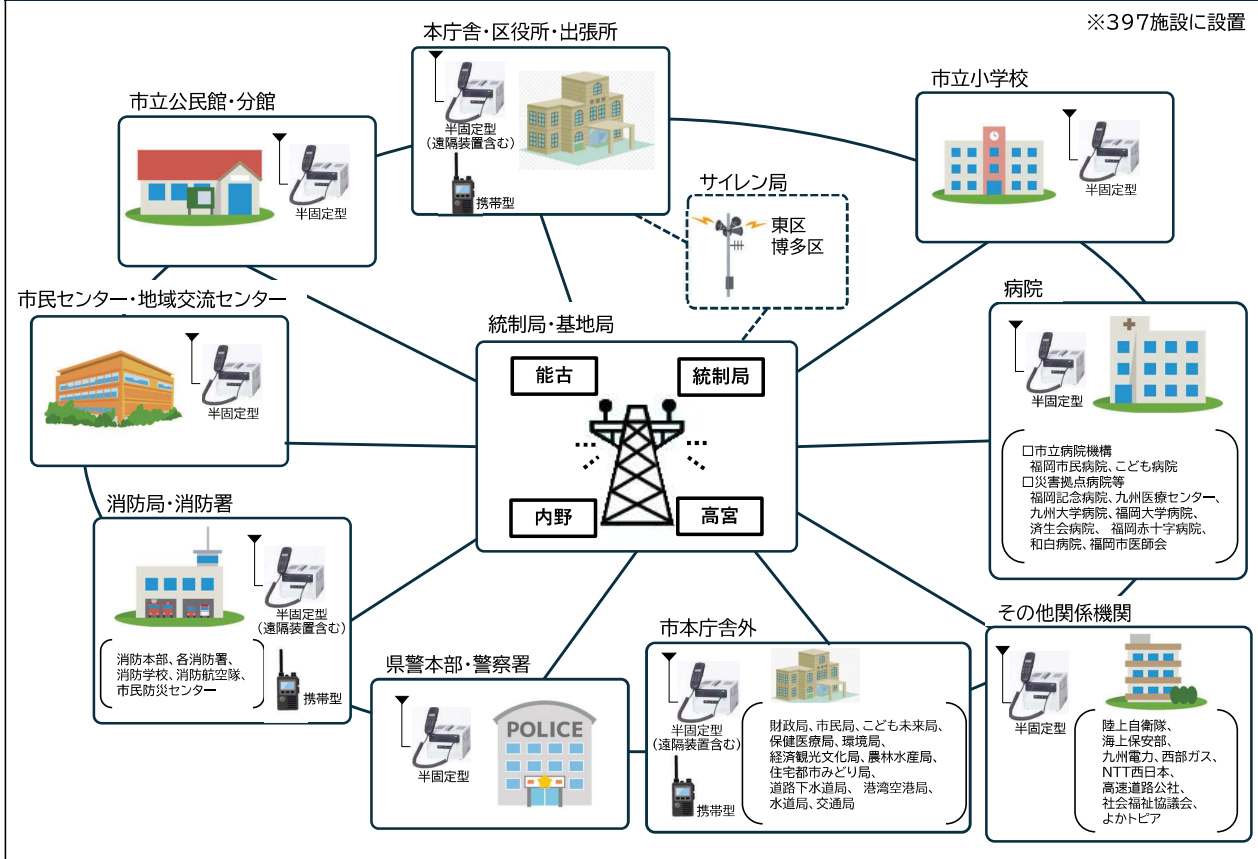 ※397施設に設置
本庁舎・区役所・出張所
半固定型
(遠隔装置含む)
携帯型
市立公民館・分館
半固定型
サイレン局
東区
博多区
市立小学校
半固定型
市民センター・地域交流センター
半固定型
統制局・基地局
能古
統制局
内野
高宮
病院
半固定型
□市立病院機構
福岡市民病院、こども病院
□災害拠点病院等
福岡記念病院、九州医療センター、
九州大学病院、福岡大学病院、
済生会病院、 福岡赤十字病院、
和白病院、福岡市医師会
消防局・消防署
半固定型
(遠隔装置含む)
消防本部、各消防署、
消防学校、消防航空隊、
市民防災センター
携帯型
県警本部・警察署
半固定型
POLICE
市本庁舎外
半固定型
(遠隔装置含む)
携帯型
財政局、市民局、こども未来局、
保健医療局、環境局、
経済観光文化局、農林水産局、
住宅都市みどり局、
道路下水道局、 港湾空港局、
水道局、交通局
その他関係機関
半固定型
陸上自衛隊、
海上保安部、
九州電力、西部ガス、
NTT西日本、
高速道路公社、
社会福祉協議会、
よかトピア